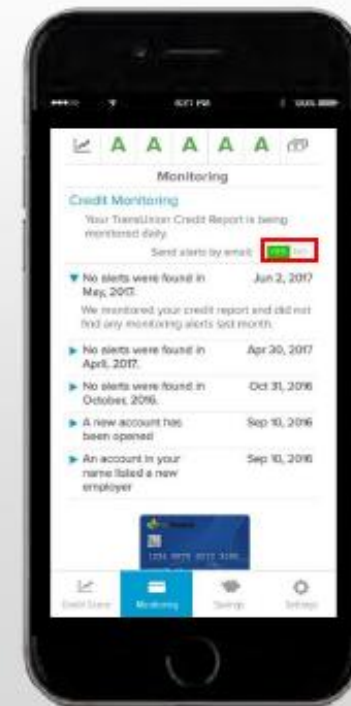 A A A A A
Monitoring
Credit Monitoring
Your TransUnion Credit Report is being
monitored daily.
Send alerts by email:
No alerts were found in Jun 2, 2017
May, 2017.
We monitored your credit report and did not
find any monitoring alerts last month.
No alerts were found in Apr 30, 2017
April, 2017.
No alerts were found in Oct 31, 2016
October, 2016.
A new account has Sep 10, 2016
been opened
An account in your Sep 10, 2016
name listed a new
employer
Credit Score Monitoring Savings Settings